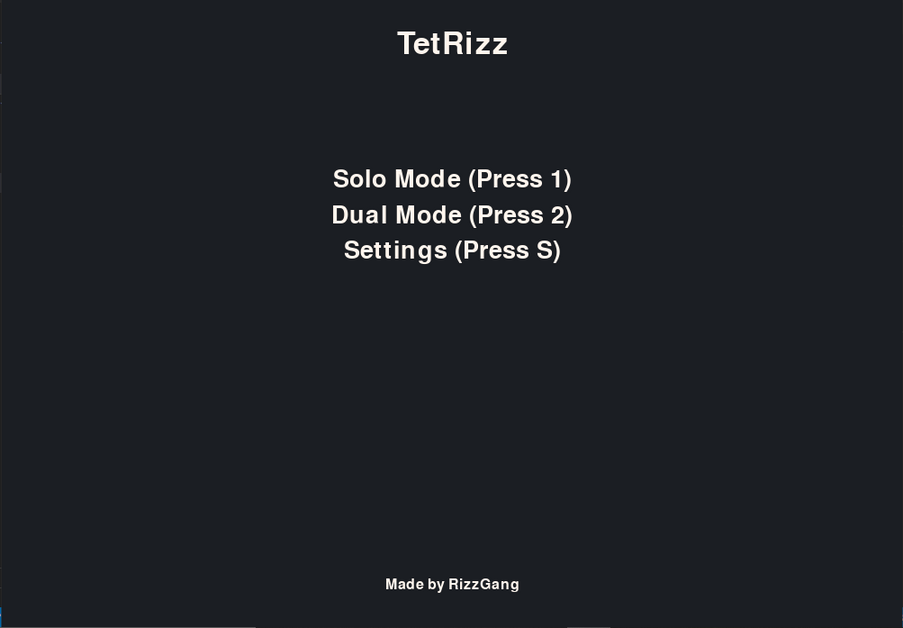 TetRizz
Solo Mode (Press 1)
Dual Mode (Press 2)
Settings (Press S)
Made by RizzGang